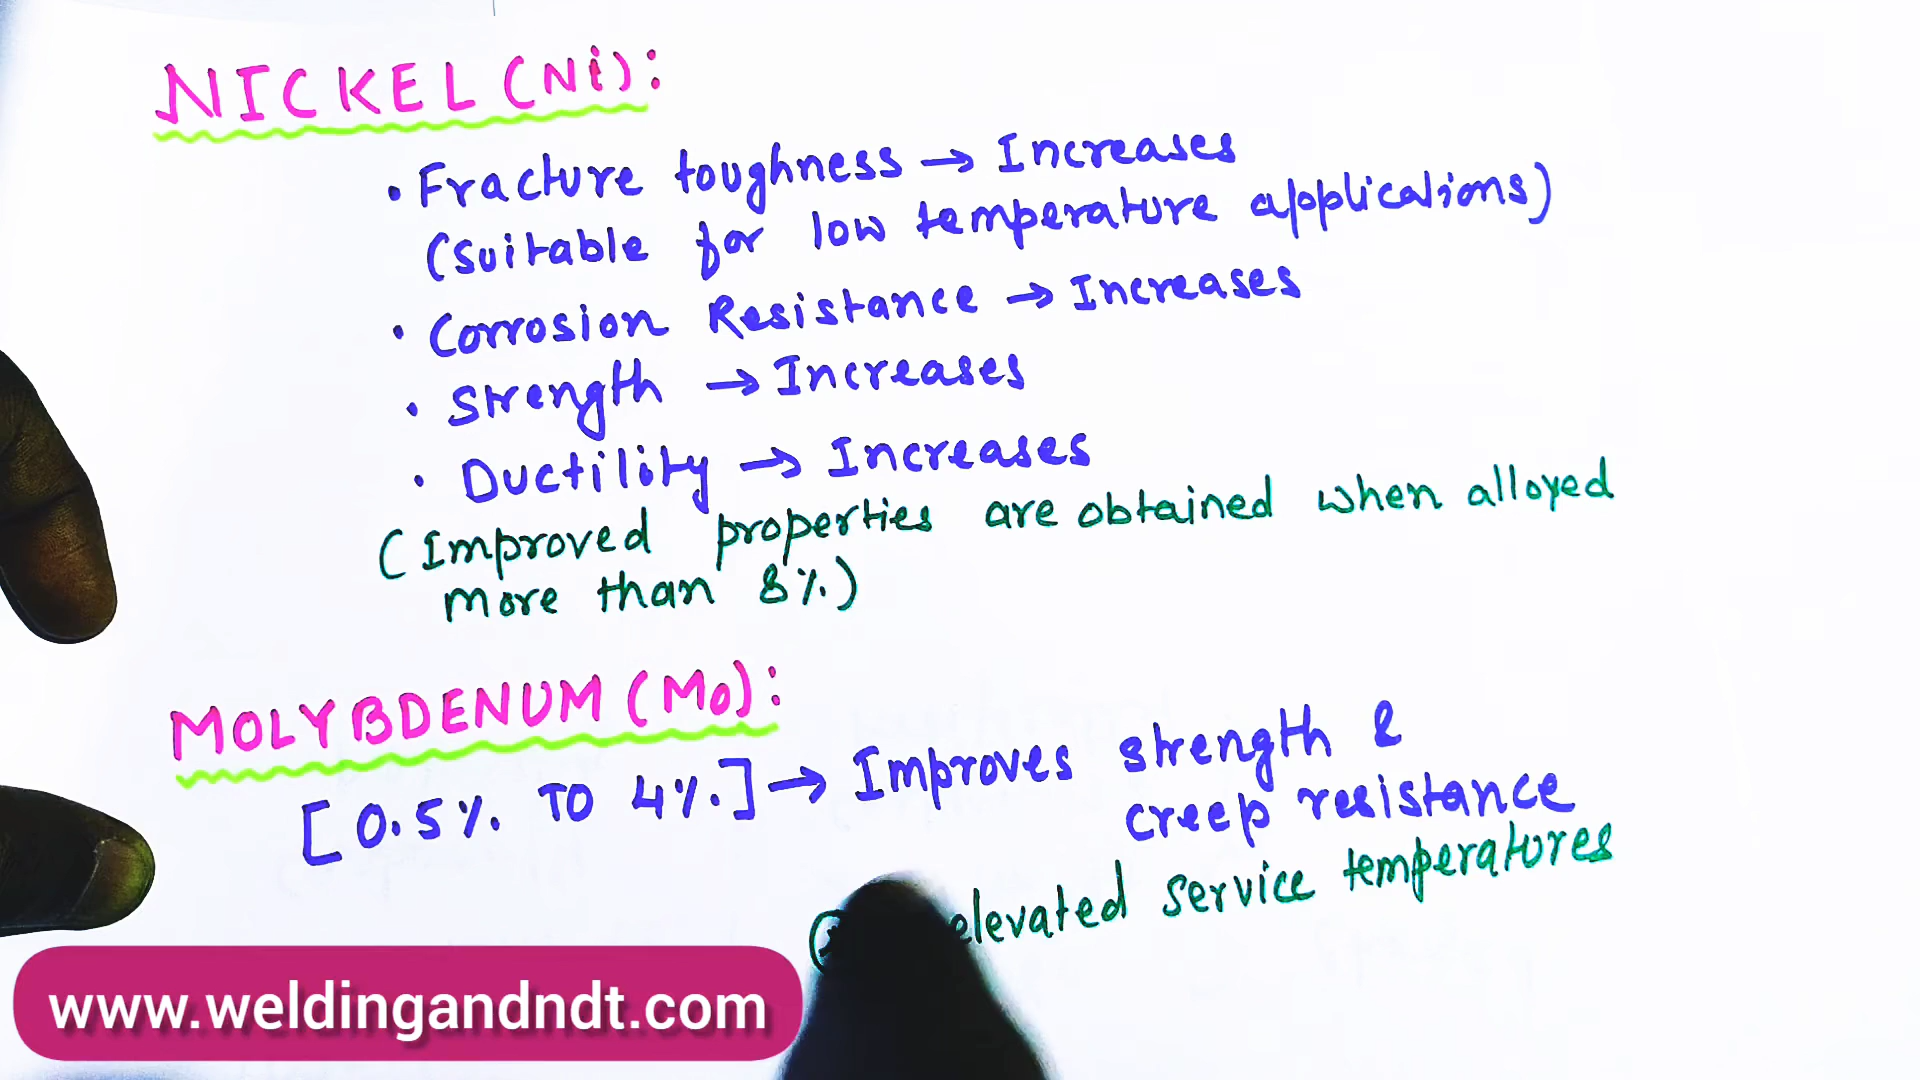 NICKEL (Ni):
• Fracture toughness → Increases
(Suitable for low temperature applications)
• Corrosion Resistance → Increases
• Strength → Increases
• Ductility → Increases
(Improved properties are obtained when alloyed
more than 8%)
MOLYBDENUM (Mo):
[0.5% TO 4%] → Improves strength &
creep resistance
elevated service temperatures
www.weldingandndt.com